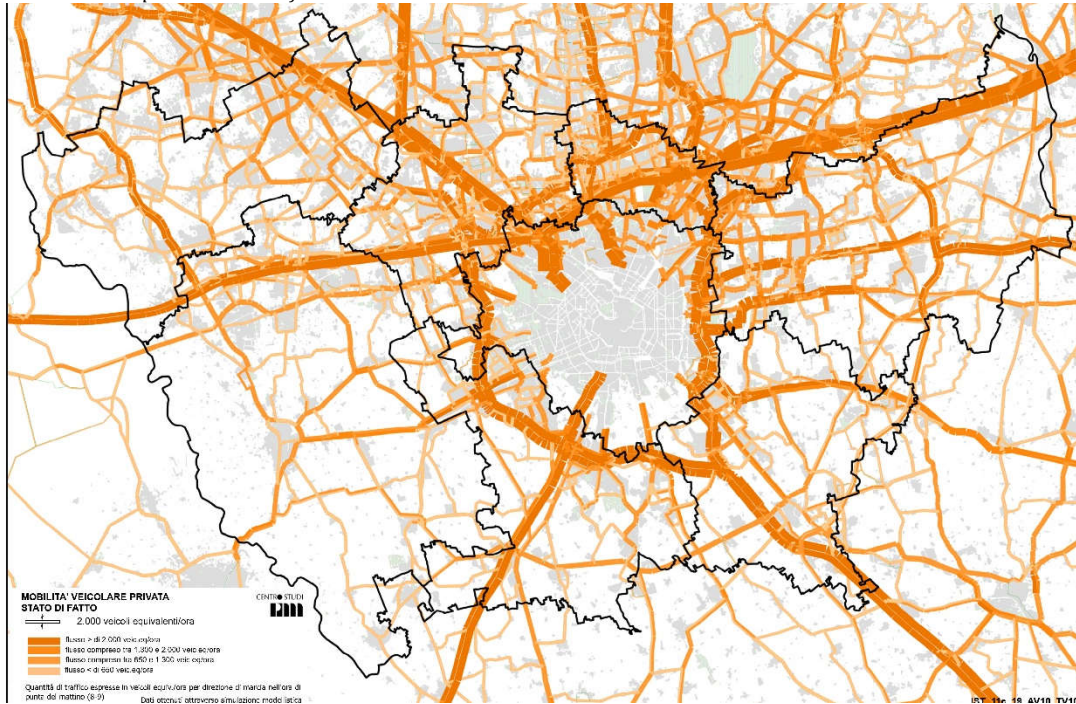 MOBILITA' VEICOLARE PRIVATA
STATO DI FATTO
2.000 veicoli equivalenti/ora
flusso > di 2.000 veic.eq/ora
flusso compreso tra 1.300 e 2.000 veic.eq/ora
flusso compreso tra 650 e 1.300 veic.eq/ora
flusso < di 650 veic.eq/ora
Quantità di traffico espresse in veicoli equiv./ora per direzione di marcia nell'ora di
punta del mattino (8-9)
Dati ottenuti attraverso simulazione modellistica
CENTRO STUDI